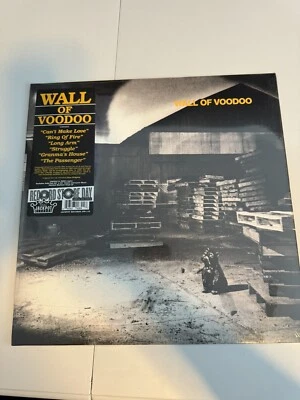 WALL
OF
VOODOO
"Can't Make Love"
"Ring Of Fire"
"Long Arm"
"Struggle"
"Granma's House"
"The Passenger"
RECORD STORE DAY
WALL OF VOODOO